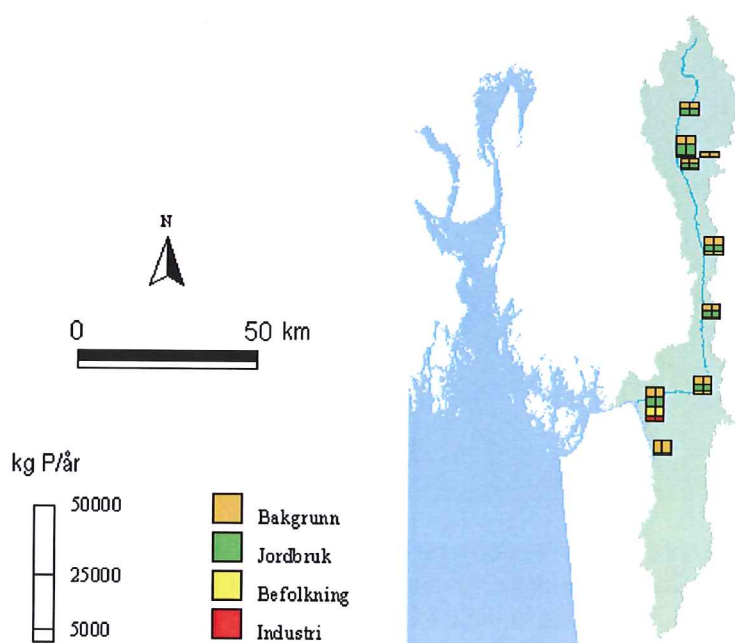 N
0 50 km
kg P/år
50000
25000
5000
Bakgrunn
Jordbruk
Befolkning
Industri